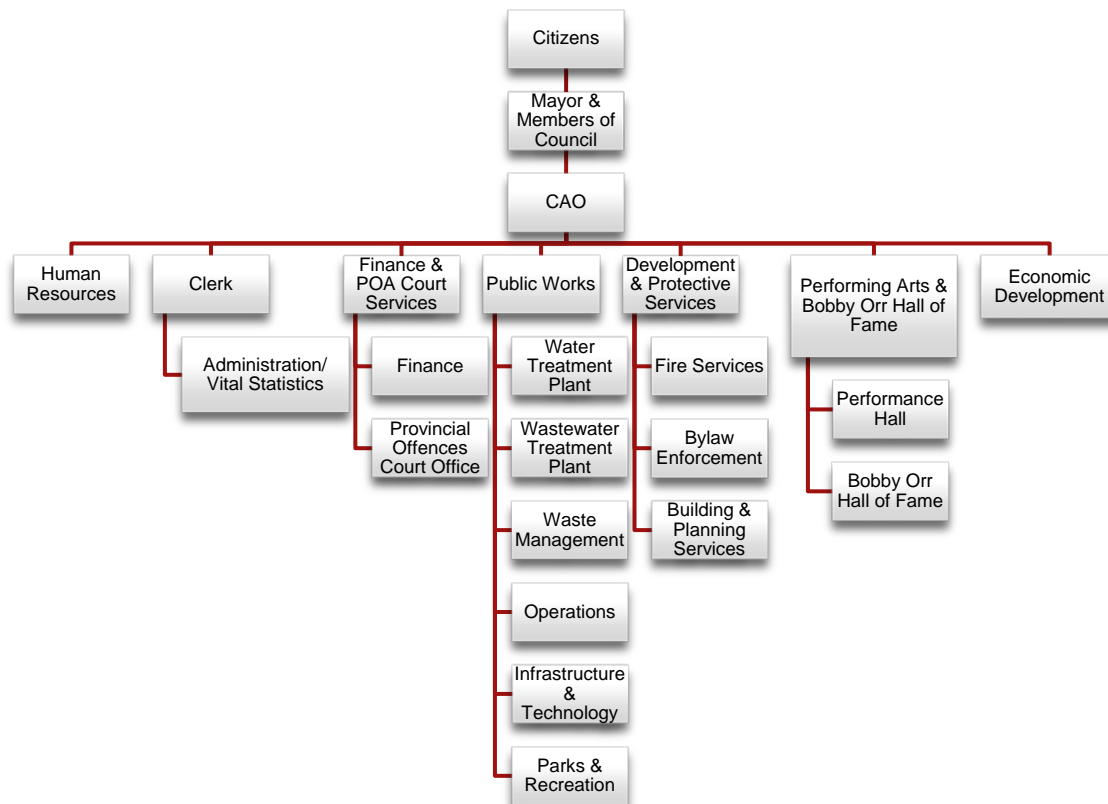 Citizens
Mayor &
Members of
Council
CAO
Human
Resources
Clerk
Administration/
Vital Statistics
Finance &
POA Court
Services
Finance
Provincial
Offences
Court Office
Public Works
Water
Treatment
Plant
Wastewater
Treatment
Plant
Waste
Management
Operations
Infrastructure
&
Technology
Parks &
Recreation
Development
& Protective
Services
Fire Services
Bylaw
Enforcement
Building &
Planning
Services
Performing Arts &
Bobby Orr Hall of
Fame
Performance
Hall
Bobby Orr
Hall of Fame
Economic
Development